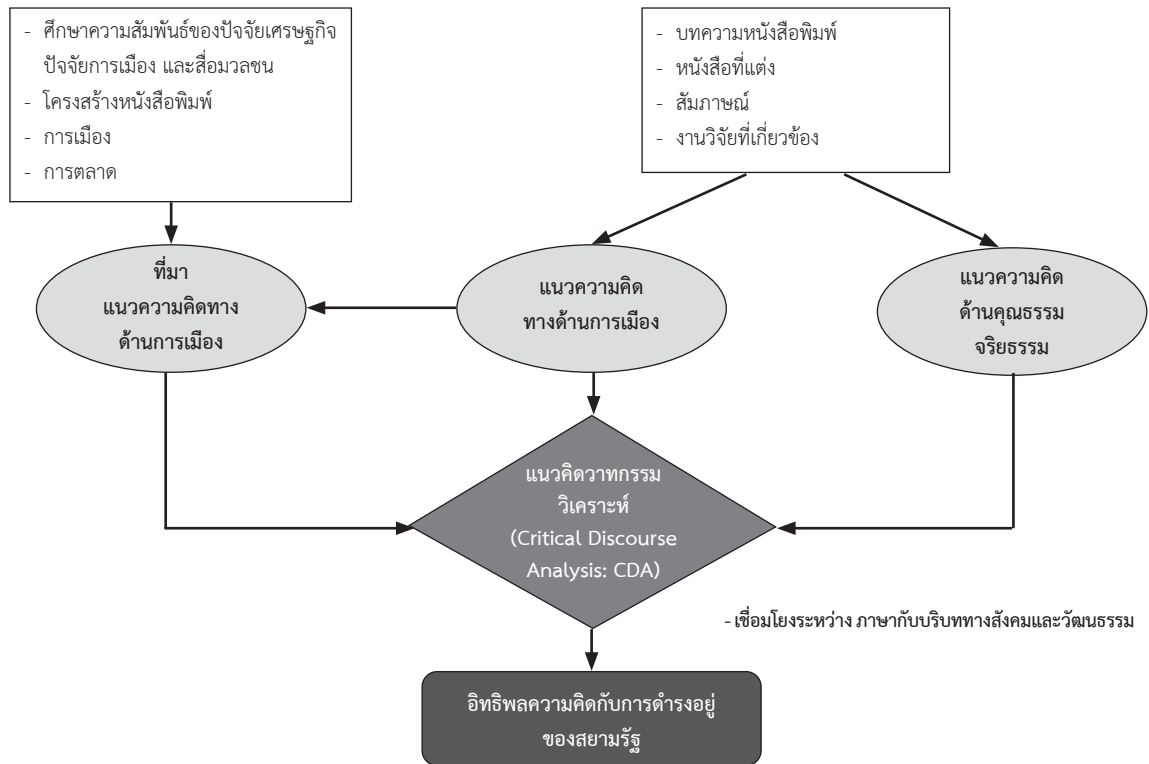 - ศึกษาความสัมพันธ์ของปัจจัยเศรษฐกิจ
ปัจจัยการเมือง และสื่อมวลชน
- โครงสร้างหนังสือพิมพ์
- การเมือง
- การตลาด
- บทความหนังสือพิมพ์
- หนังสือที่แต่ง
- สัมภาษณ์
- งานวิจัยที่เกี่ยวข้อง
ที่มา
แนวความคิดทาง
ด้านการเมือง
แนวความคิด
ทางด้านการเมือง
แนวความคิด
ด้านคุณธรรม
จริยธรรม
แนวคิดวาทกรรม
วิเคราะห์
(Critical Discourse
Analysis: CDA)
- เชื่อมโยงระหว่าง ภาษากับบริบททางสังคมและวัฒนธรรม
อิทธิพลความคิดกับการดำรงอยู่
ของสยามรัฐ